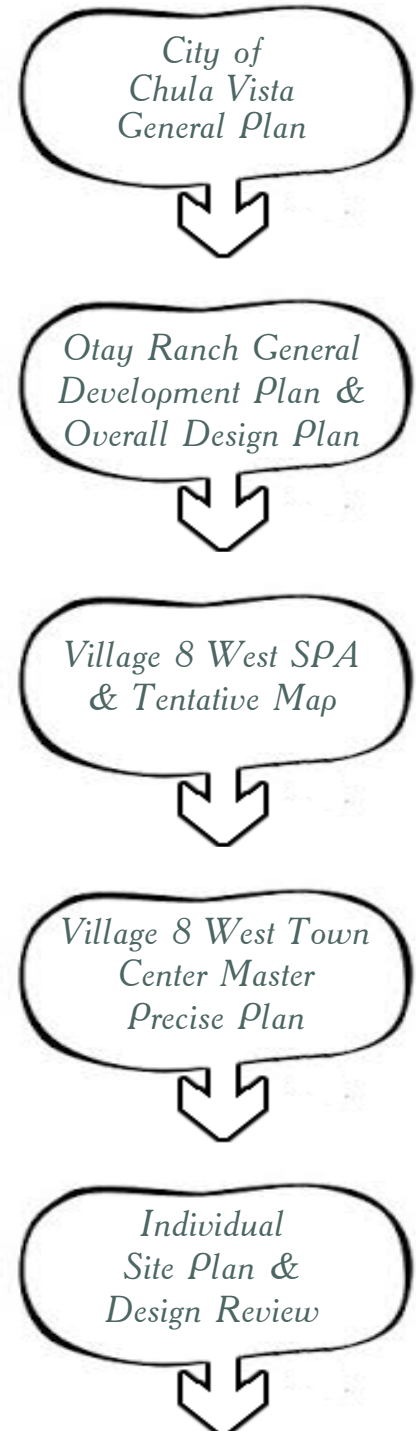 City of
Chula Vista
General Plan
Otay Ranch General
Development Plan &
Overall Design Plan
Village 8 West SPA
& Tentative Map
Village 8 West Town
Center Master
Precise Plan
Individual
Site Plan &
Design Review